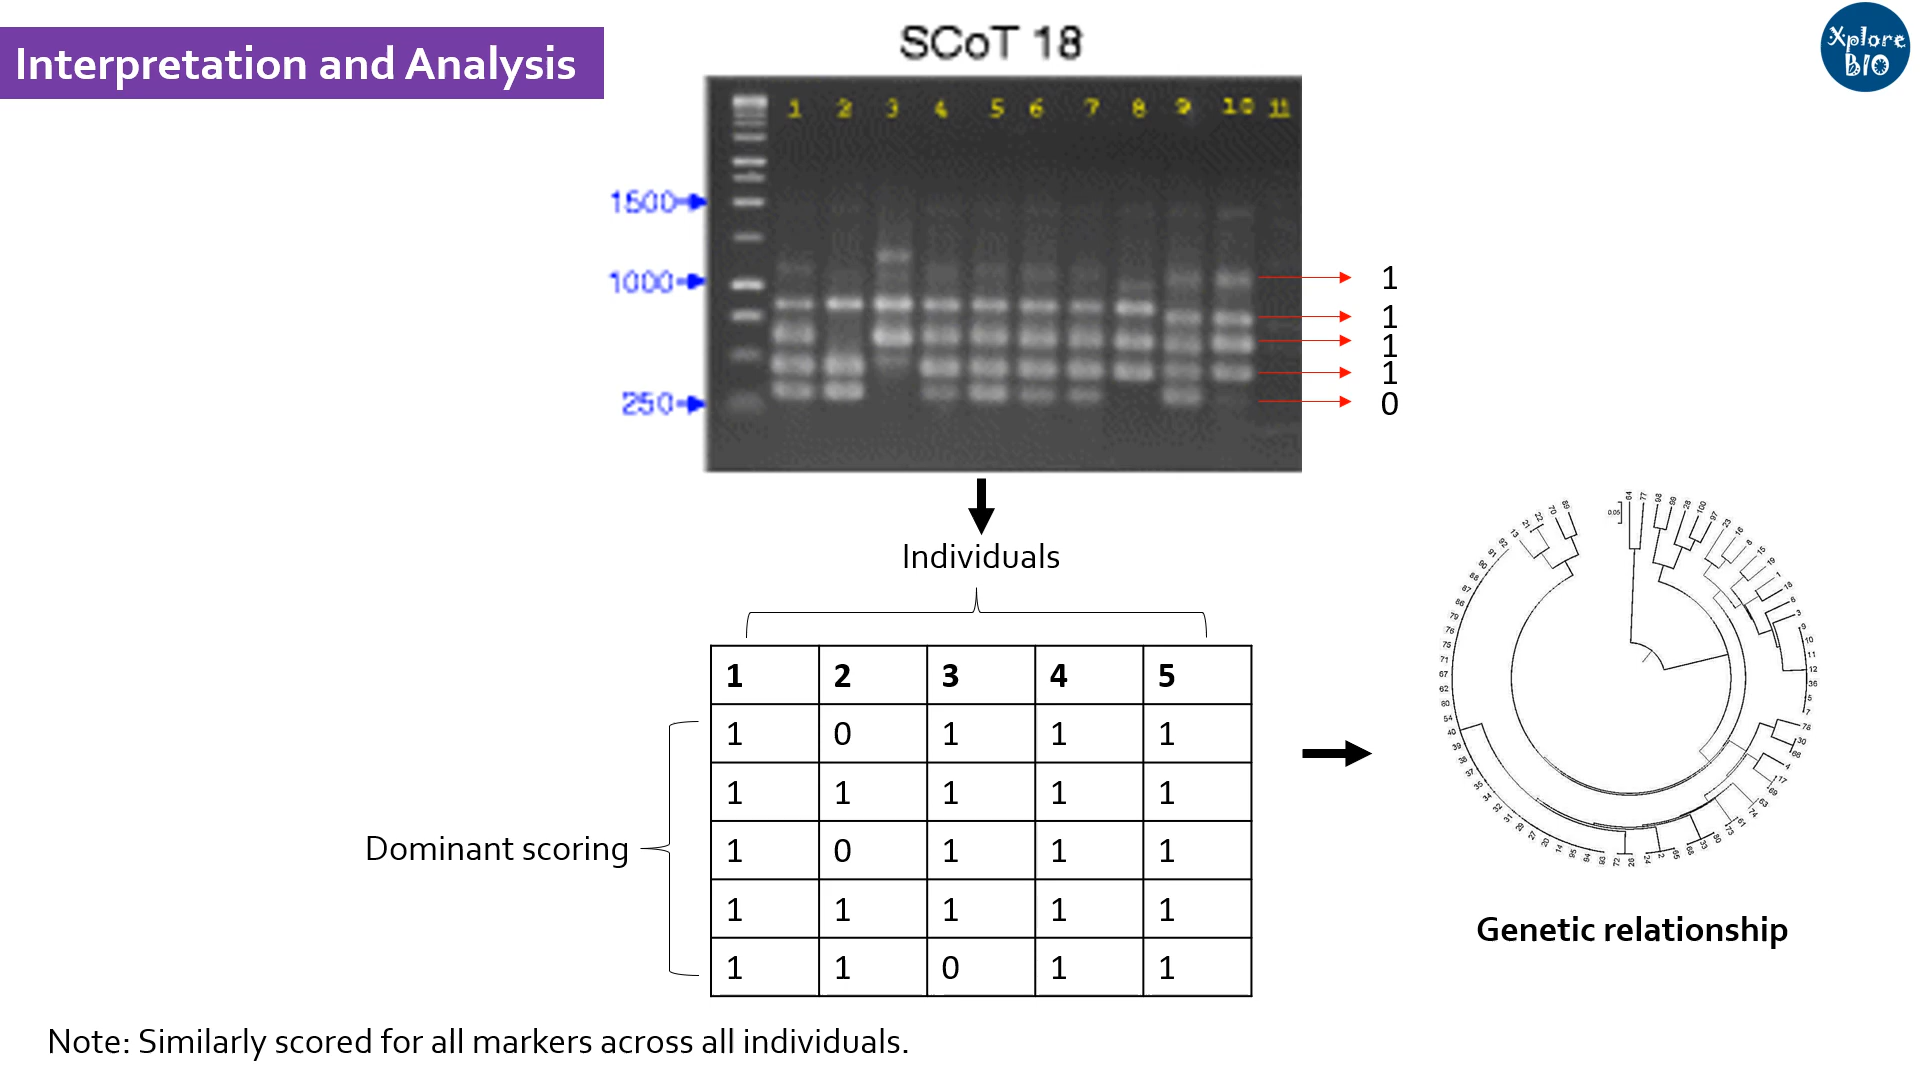 Interpretation and Analysis
SCoT 18
Xplore
BIO
1 2 3 4 5 6 7 8 9 10 11
1500
1000
250
1
1
1
1
0
Individuals
1 2 3 4 5
1 0 1 1 1
1 1 1 1 1
1 0 1 1 1
1 1 1 1 1
1 1 0 1 1
Dominant scoring
0.05
Genetic relationship
Note: Similarly scored for all markers across all individuals.